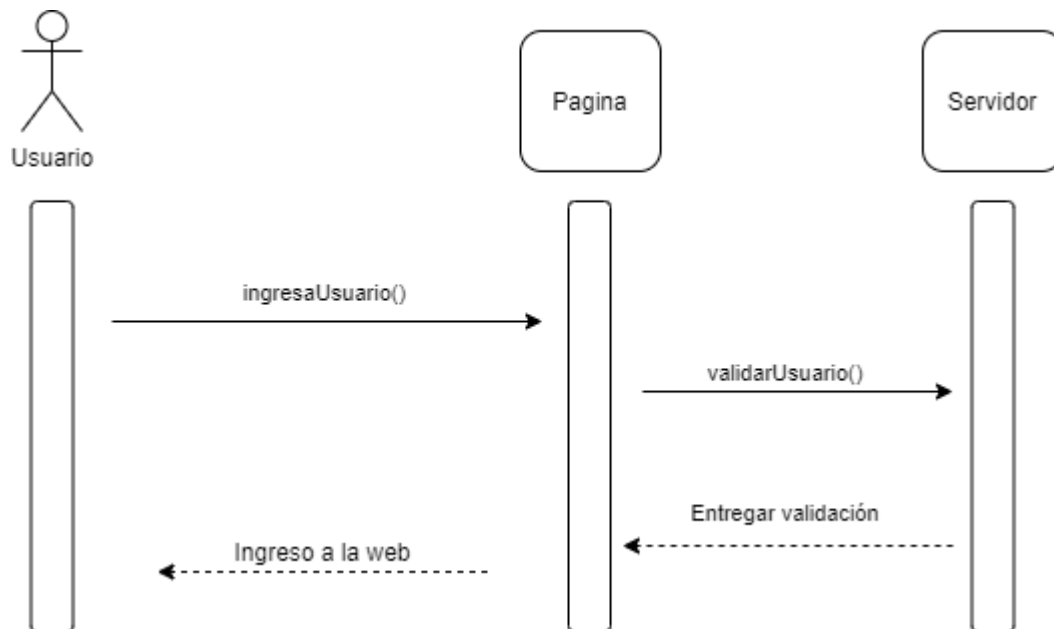 Usuario
Pagina
Servidor
ingresaUsuario()
validarUsuario()
Entregar validación
Ingreso a la web